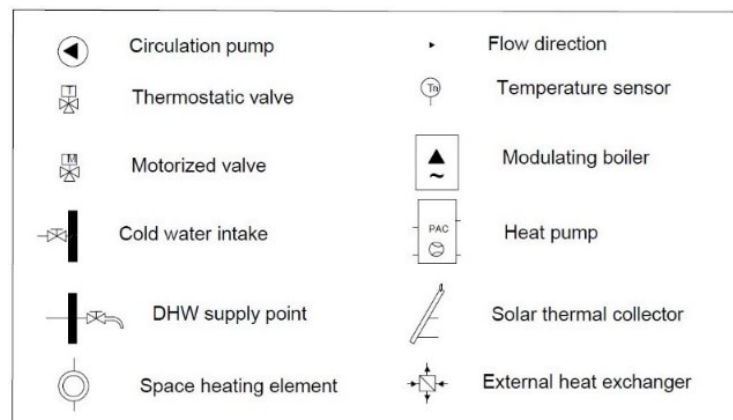 Circulation pump
Flow direction
T
Thermostatic valve
Tn
Temperature sensor
M
Motorized valve
Modulating boiler
Cold water intake
PAC
Heat pump
DHW supply point
Solar thermal collector
Space heating element
External heat exchanger